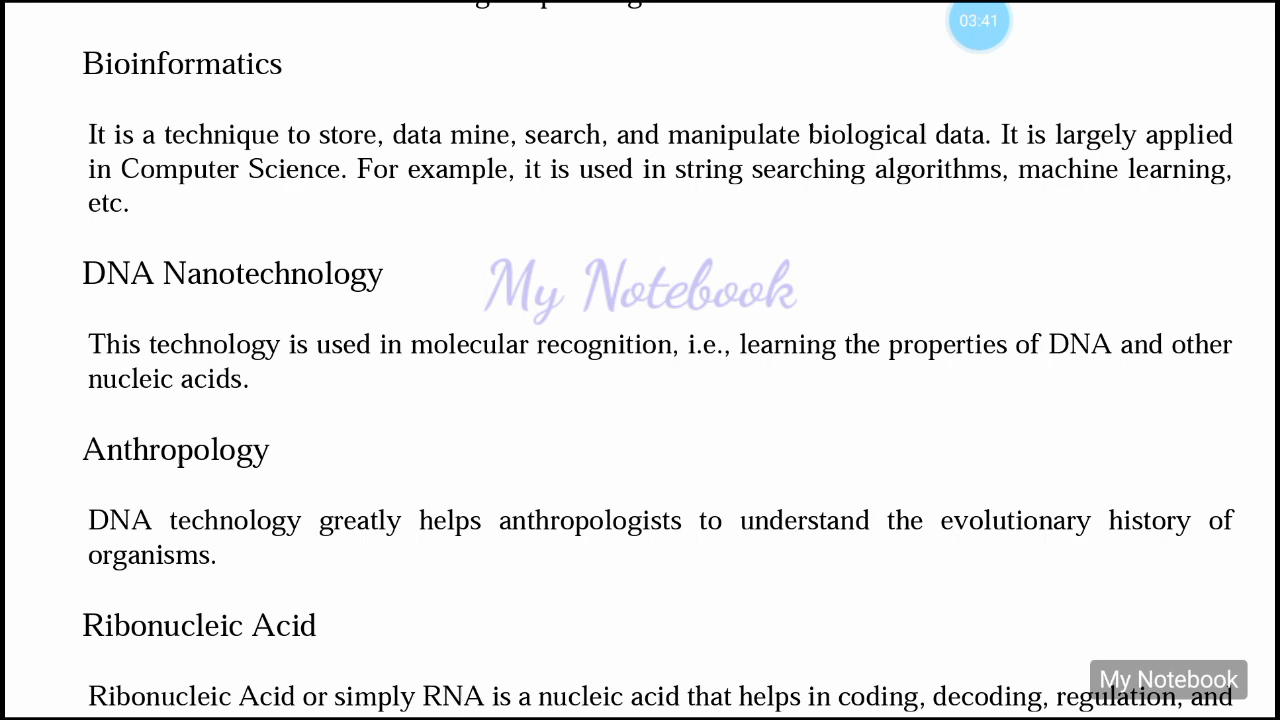 03:41
Bioinformatics
It is a technique to store, data mine, search, and manipulate biological data. It is largely applied
in Computer Science. For example, it is used in string searching algorithms, machine learning,
etc.
DNA Nanotechnology
My Notebook
This technology is used in molecular recognition, i.e., learning the properties of DNA and other
nucleic acids.
Anthropology
DNA technology greatly helps anthropologists to understand the evolutionary history of
organisms.
Ribonucleic Acid
Ribonucleic Acid or simply RNA is a nucleic acid that helps in coding, decoding, regulation, and
My Notebook